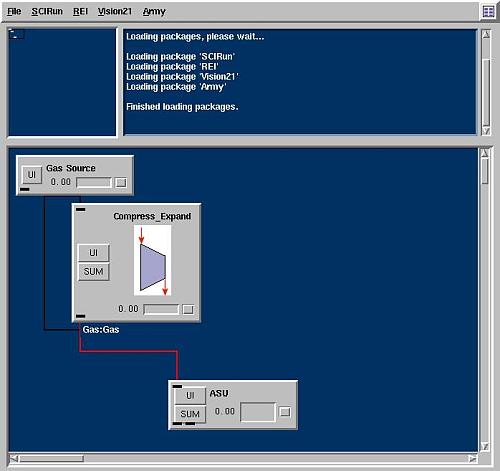 File SCIRun REI Vision21 Army
Loading packages, please wait...
Loading package 'SCIRun'
Loading package 'REI'
Loading package 'Vision21'
Loading package 'Army'
Finished loading packages.
Gas Source
UI
0.00
Compress_Expand
UI
SUM
0.00
Gas:Gas
ASU
UI
SUM
0.00